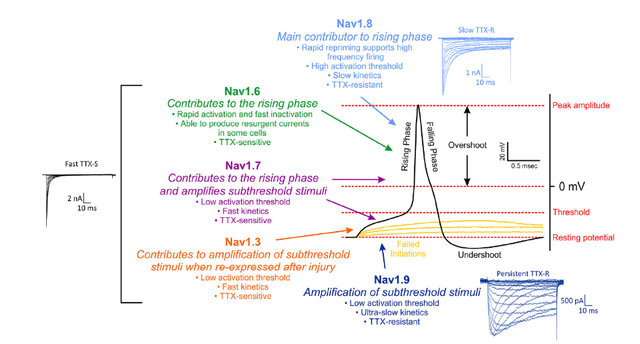 Nav1.8
Main contributor to rising phase
• Rapid repriming supports high
frequency firing
• High activation threshold
• Slow kinetics
• TTX-resistant
Slow TTX-R
1 nA
10 ms
Nav1.6
Contributes to the rising phase
• Rapid activation and fast inactivation
• Able to produce resurgent currents
in some cells
• TTX-sensitive
Peak amplitude
Rising Phase
Falling Phase
Overshoot
20 mV
0.5 msec
Fast TTX-S
2 nA
10 ms
Nav1.7
Contributes to the rising phase
and amplifies subthreshold stimuli
• Low activation threshold
• Fast kinetics
• TTX-sensitive
0 mV
Threshold
Resting potential
Failed
Initiations
Undershoot
Nav1.3
Contributes to amplification of subthreshold
stimuli when re-expressed after injury
• Low activation threshold
• Fast kinetics
• TTX-sensitive
Nav1.9
Amplification of subthreshold stimuli
• Low activation threshold
• Ultra-slow kinetics
• TTX-resistant
Persistent TTX-R
500 pA
10 ms